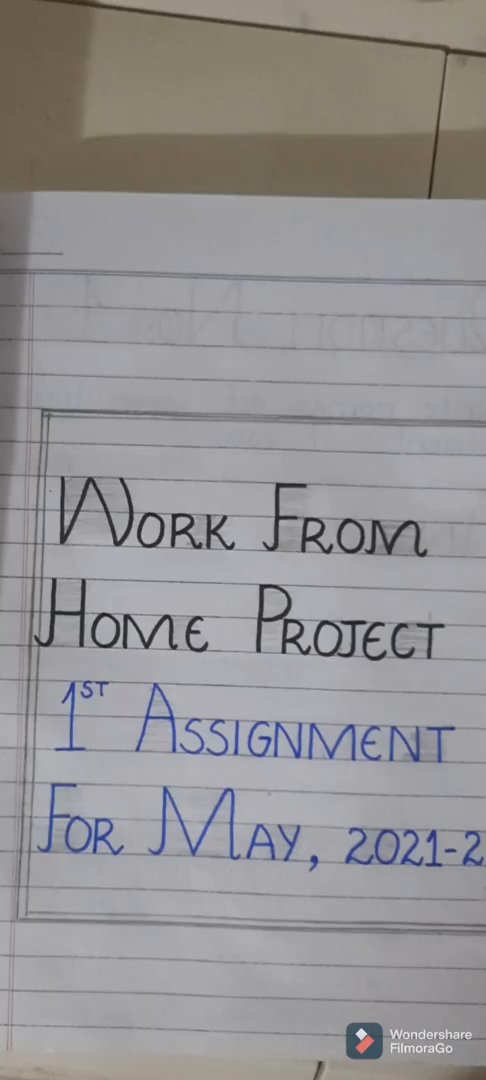 WORK FROM
HOME PROJECT
1ST ASSIGNMENT
FOR MAY, 2021-2
Wondershare
FilmoraGo